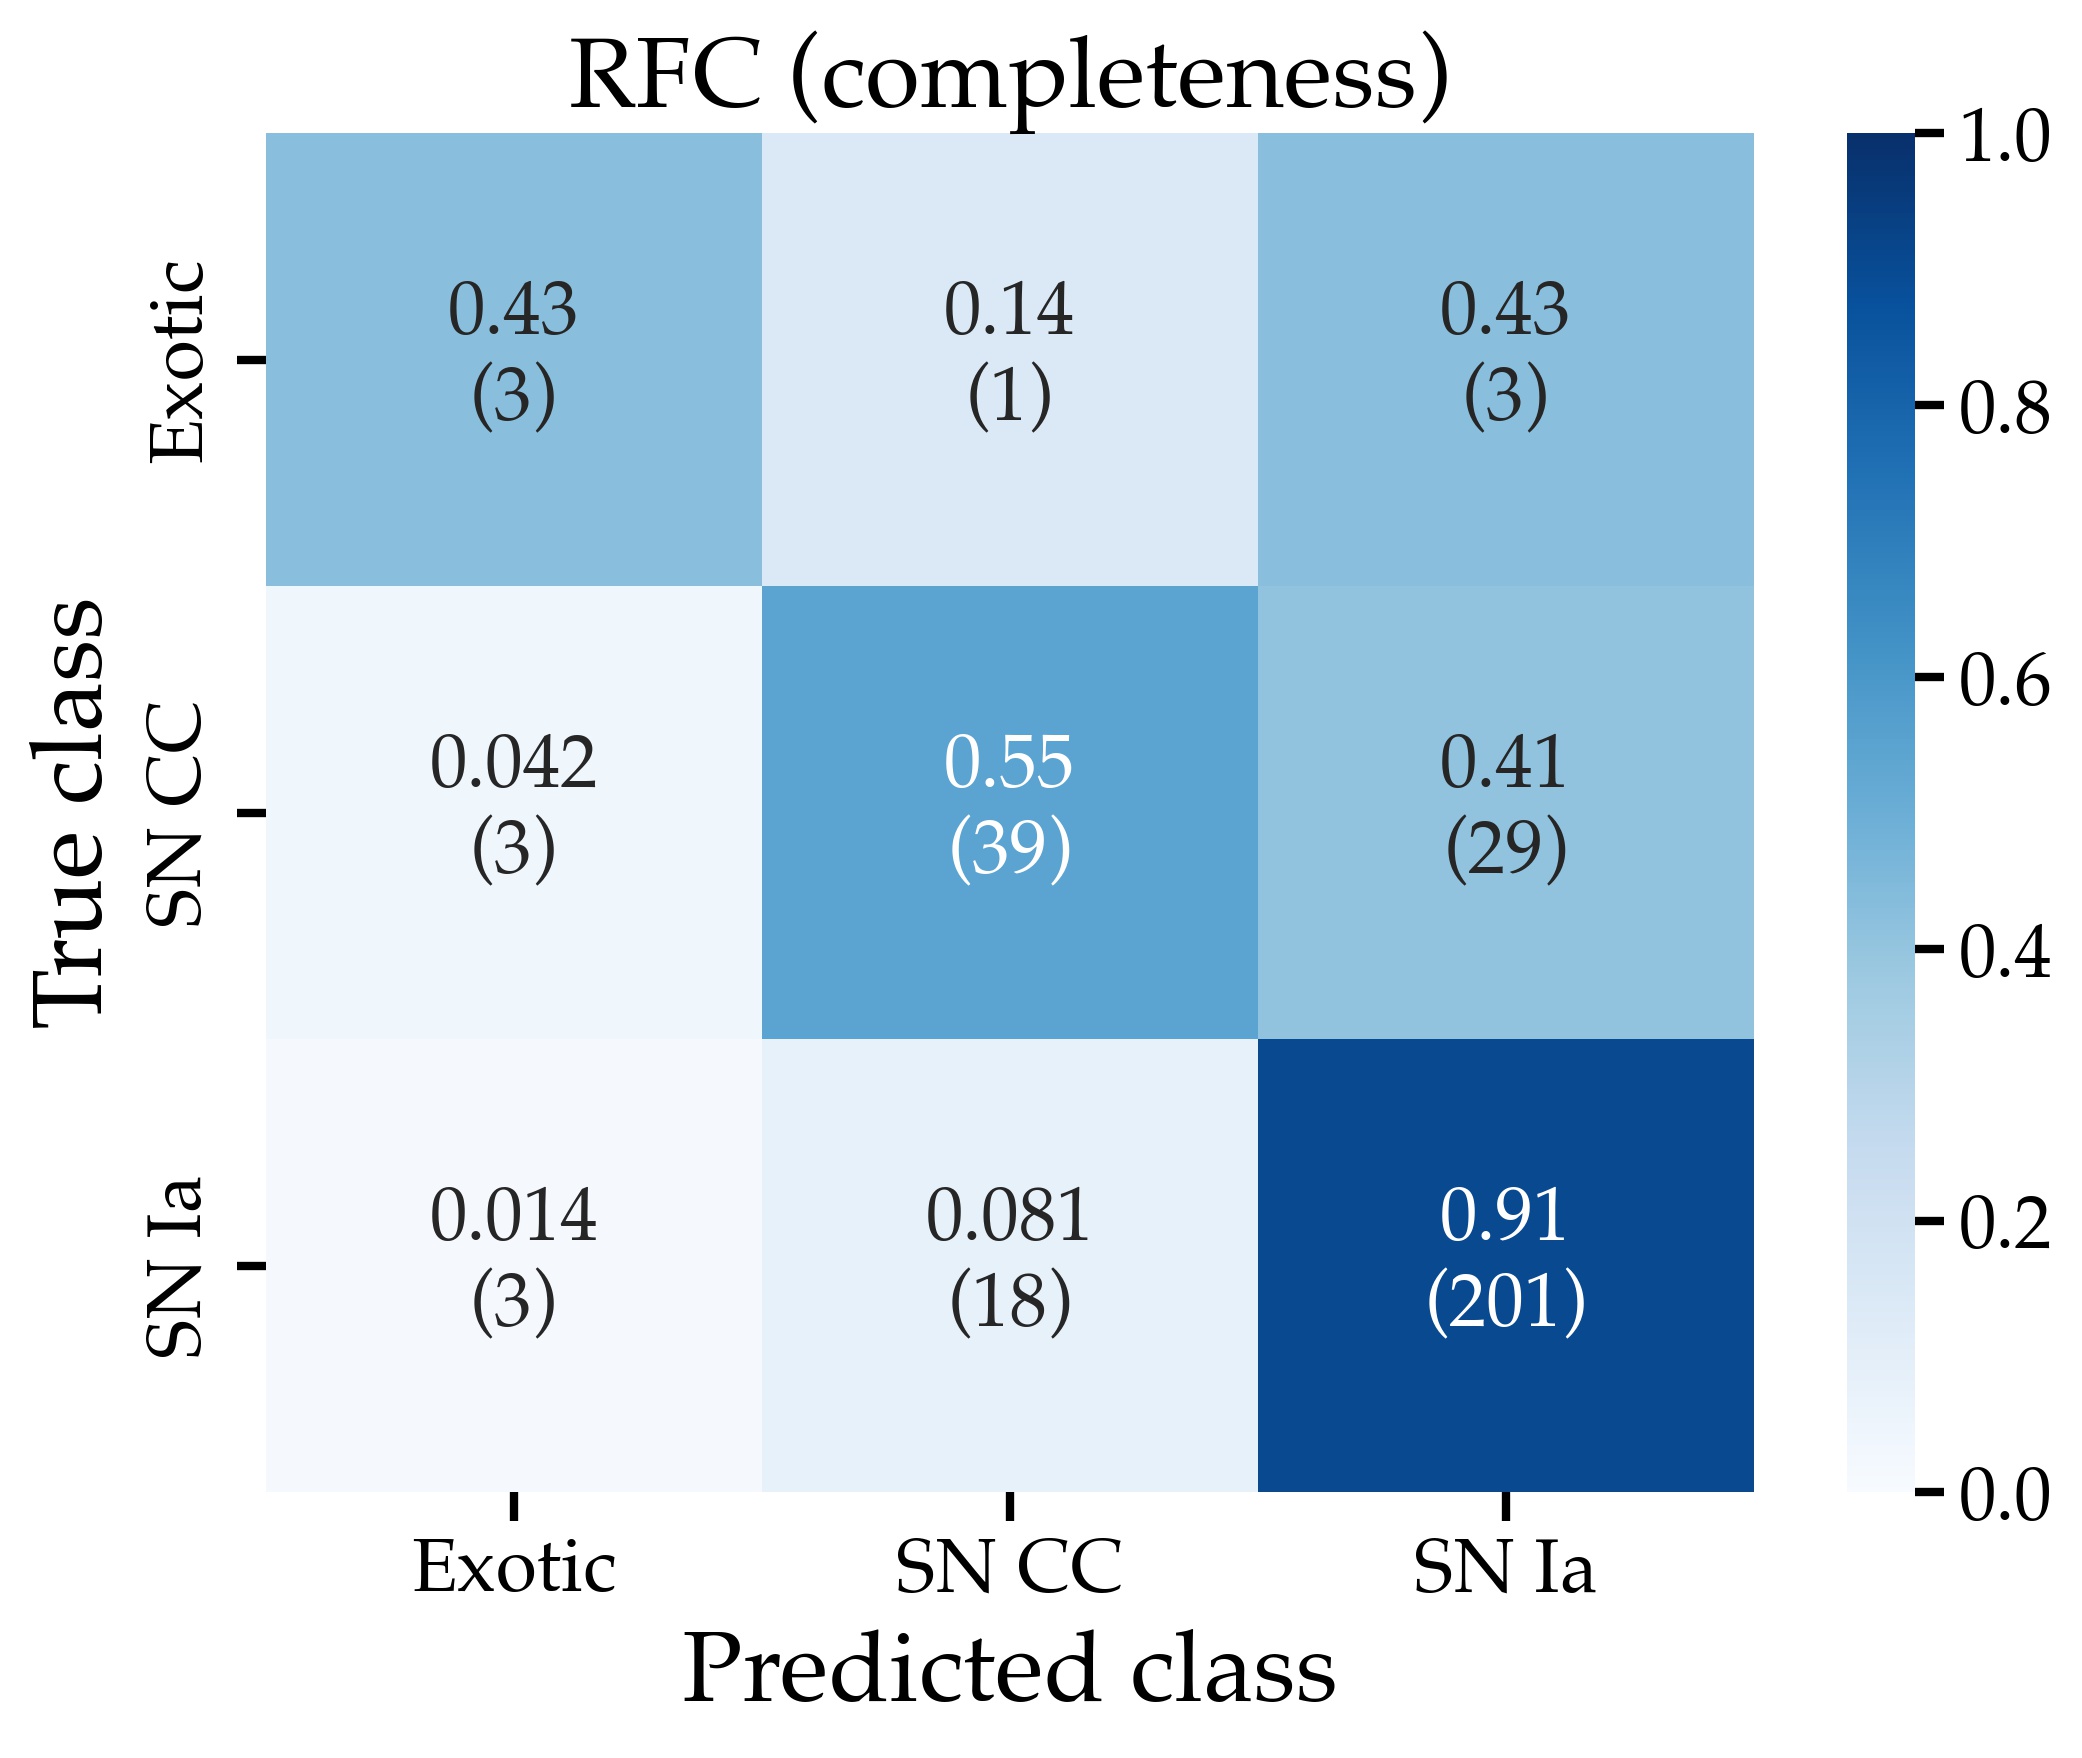 RFC (completeness)
True class
Exotic
0.43
(3)
0.14
(1)
0.43
(3)
SN CC
0.042
(3)
0.55
(39)
0.41
(29)
SN Ia
0.014
(3)
0.081
(18)
0.91
(201)
Exotic
SN CC
SN Ia
Predicted class
1.0
0.8
0.6
0.4
0.2
0.0